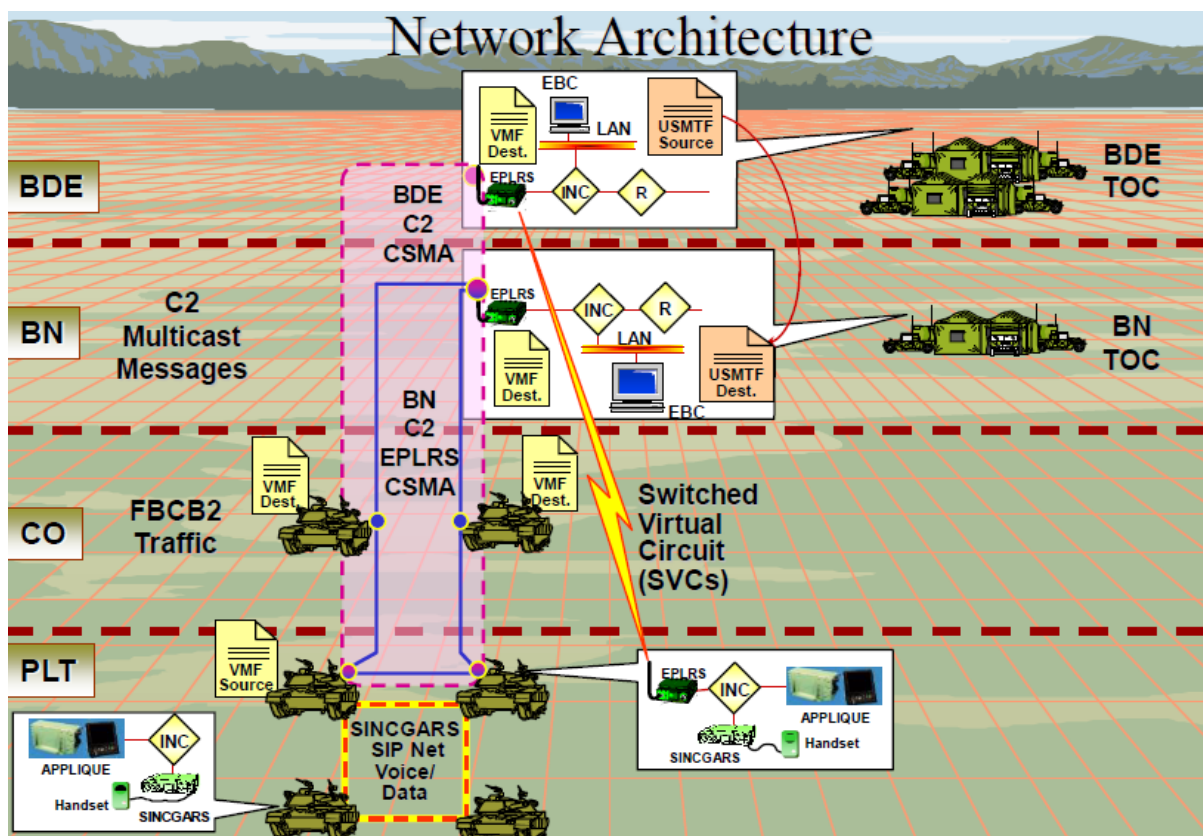 Network Architecture
EBC
VMF
Dest.
LAN
USMTF
Source
EPLRS
INC
R
BDE
TOC
BDE
BDE
C2
CSMA
EPLRS
INC
R
BN
C2
Multicast
Messages
LAN
VMF
Dest.
USMTF
Dest.
EBC
BN
TOC
BN
C2
EPLRS
CSMA
VMF
Dest.
VMF
Dest.
CO
FBCB2
Traffic
Switched
Virtual
Circuit
(SVCs)
PLT
VMF
Source
EPLRS
INC
APPLIQUE
SINCGARS
Handset
SINCGARS
SIP Net
Voice/
Data
INC
APPLIQUE
Handset
SINCGARS